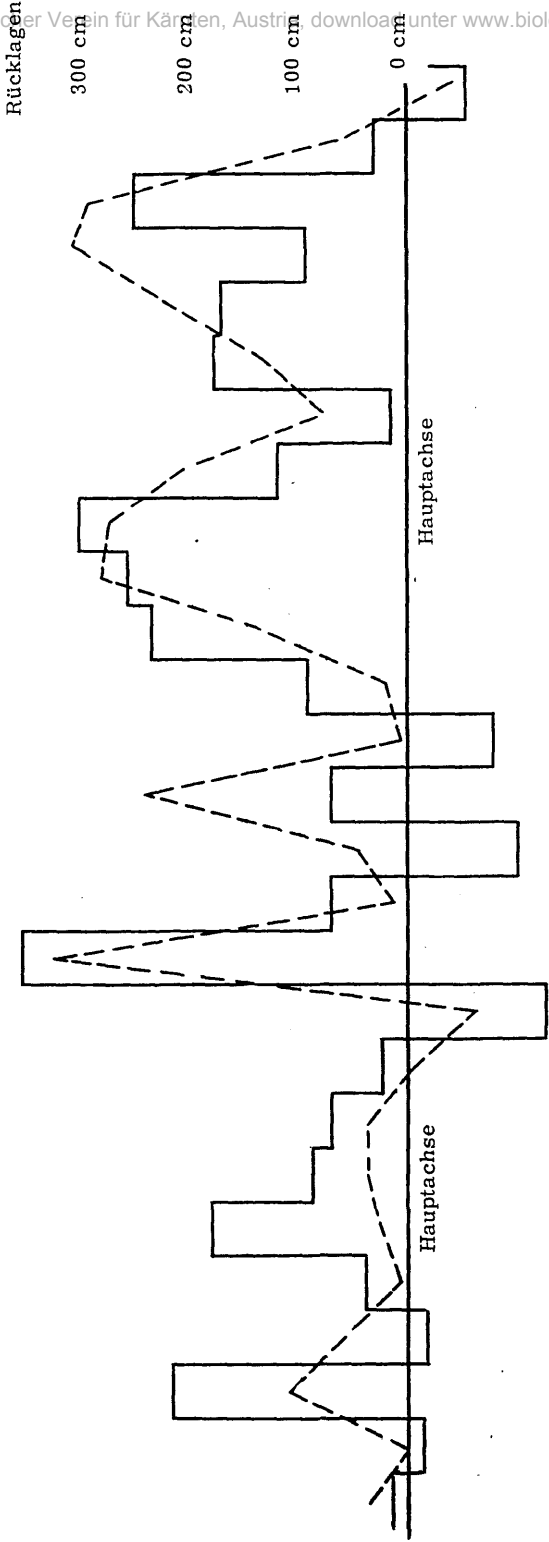 cher Verein für Kärnten, Austria, download unter www.biol
Rücklagen
300 cm
200 cm
100 cm
0 cm
Hauptachse
Hauptachse